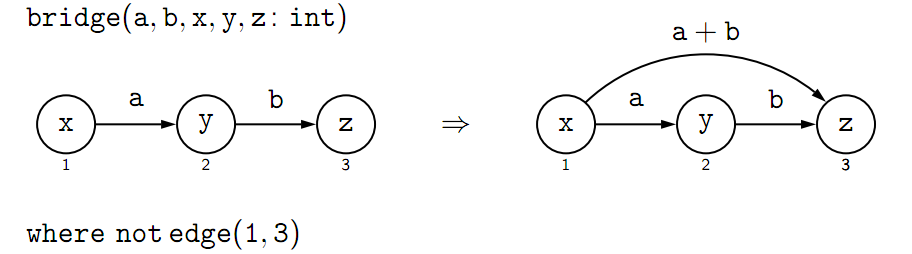 bridge(a, b, x, y, z: int)
a + b
a b a b
x y z ⇒ x y z
1 2 3 1 2 3
where not edge(1, 3)